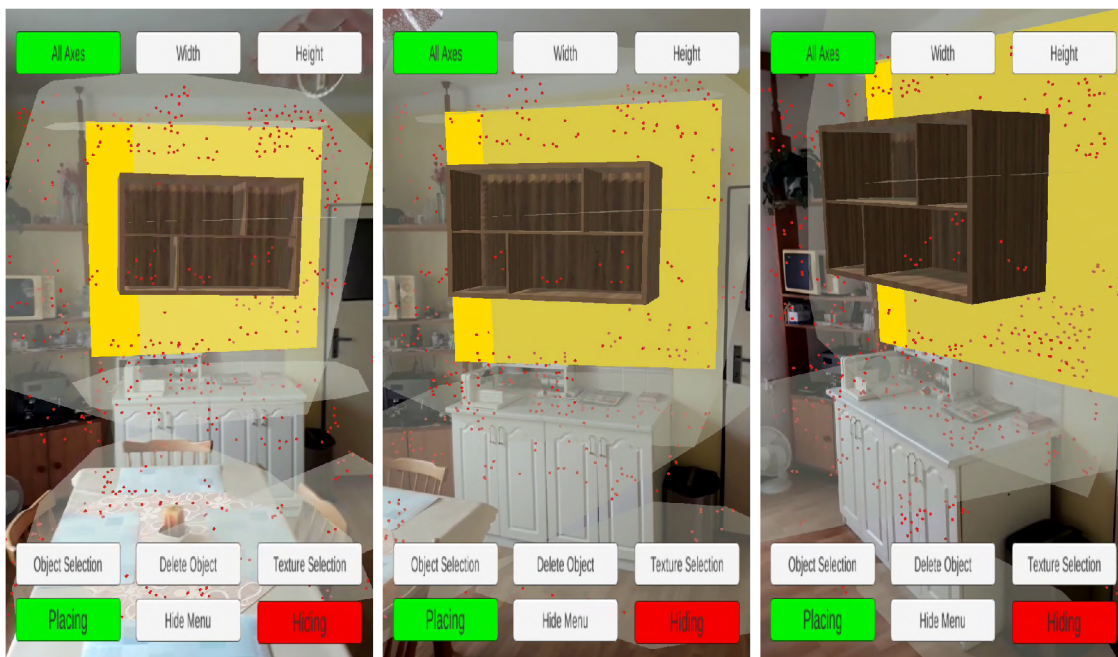 All Axes Width Height All Axes Width Height All Axes Width Height
Object Selection Delete Object Texture Selection Object Selection Delete Object Texture Selection Object Selection Delete Object Texture Selection
Placing Hide Menu Hiding Placing Hide Menu Hiding Placing Hide Menu Hiding